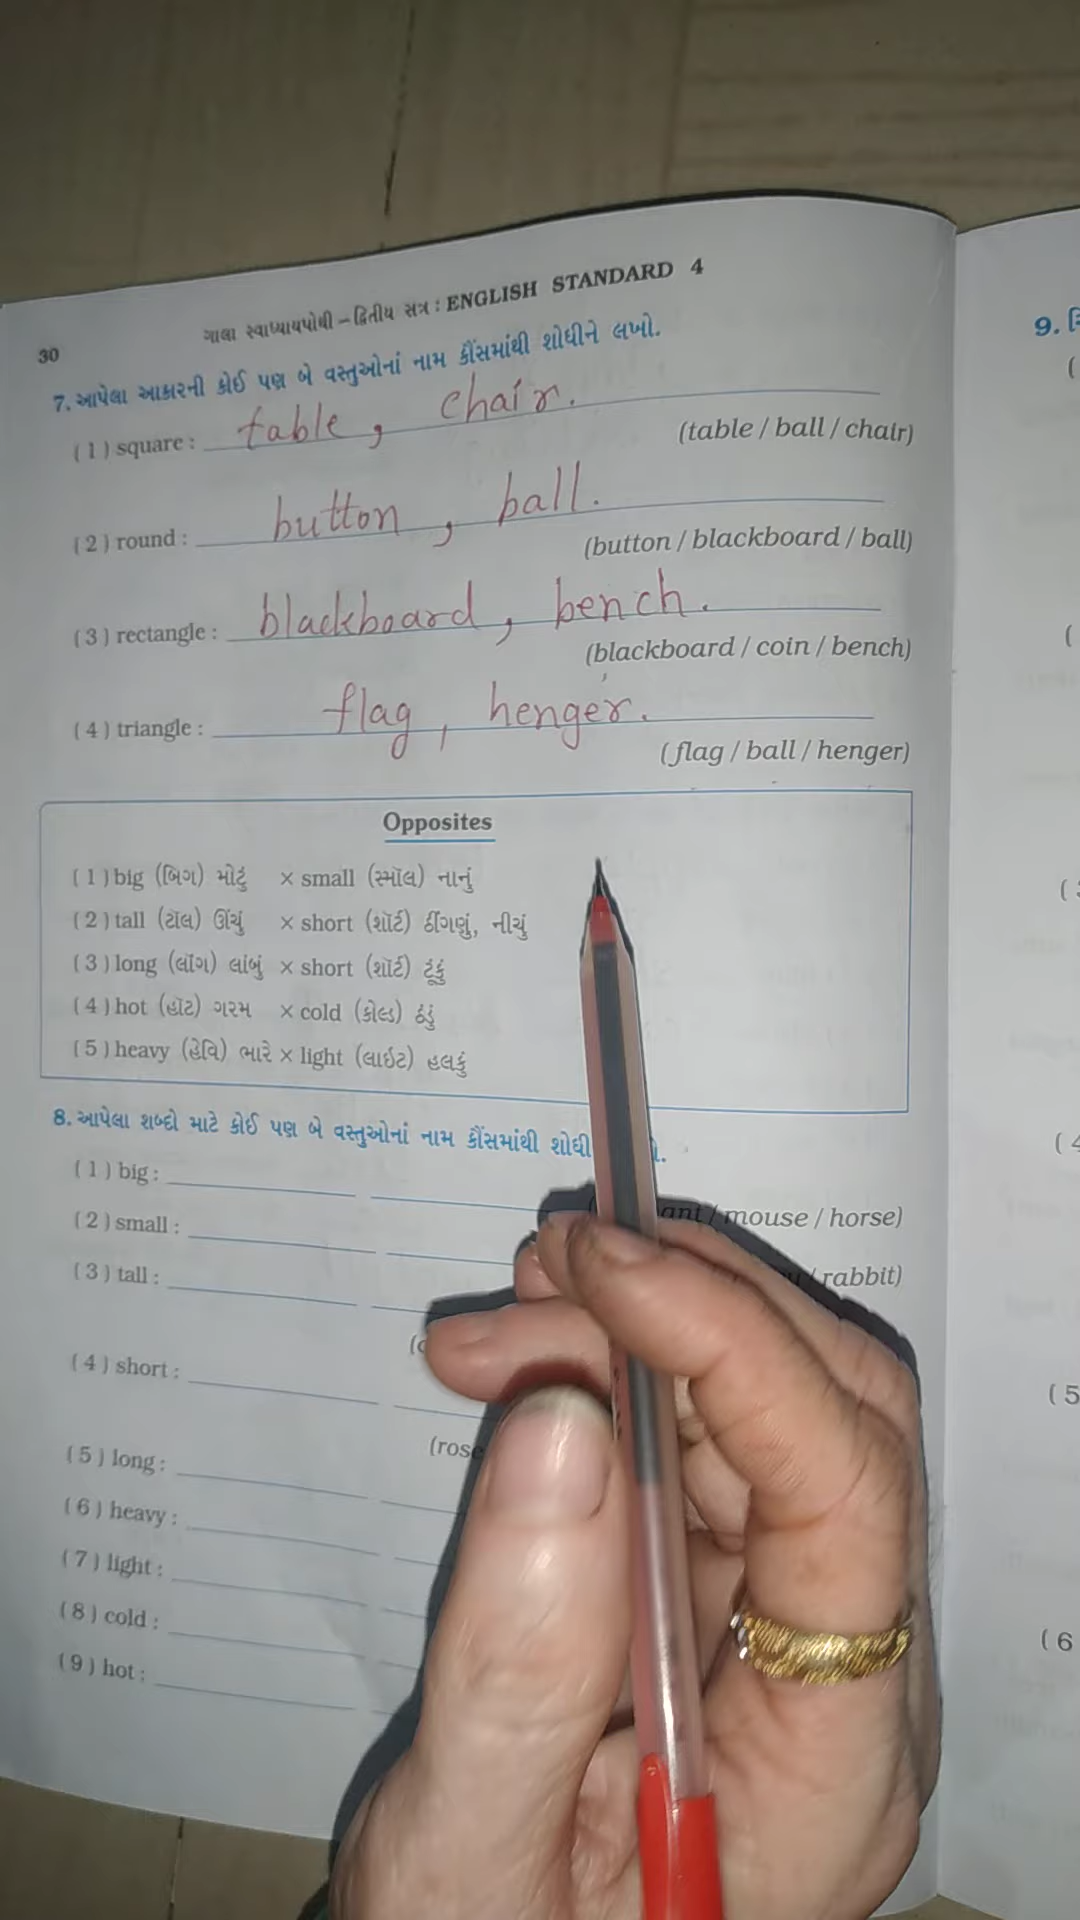 30
ગાલા સ્વાધ્યાયપોથી – દ્વિતીય સત્ર : ENGLISH STANDARD 4
7. આપેલા આકારની કોઈ પણ બે વસ્તુઓનાં નામ કૌંસમાંથી શોધીને લખો.
(1) square : table, chair.
(table / ball / chair)
(2) round : button, ball.
(button / blackboard / ball)
(3) rectangle : blackboard, bench.
(blackboard / coin / bench)
(4) triangle : flag, henger.
(flag / ball / henger)
Opposites
(1) big (બિગ) મોટું × small (સ્મૉલ) નાનું
(2) tall (ટૉલ) ઊંચું × short (શૉર્ટ) ઠીંગણું, નીચું
(3) long (લૉંગ) લાંબું × short (શૉર્ટ) ટૂંકું
(4) hot (હૉટ) ગરમ × cold (કોલ્ડ) ઠંડું
(5) heavy (હેવિ) ભારે × light (લાઇટ) હલકું
8. આપેલા શબ્દો માટે કોઈ પણ બે વસ્તુઓનાં નામ કૌંસમાંથી
(1) big :
/ mouse / horse)
(2) small :
/ rabbit)
(3) tall :
(4) short :
(rose
(5) long :
(6) heavy :
(7) light :
(8) cold :
(9) hot :
9.
(5
(6